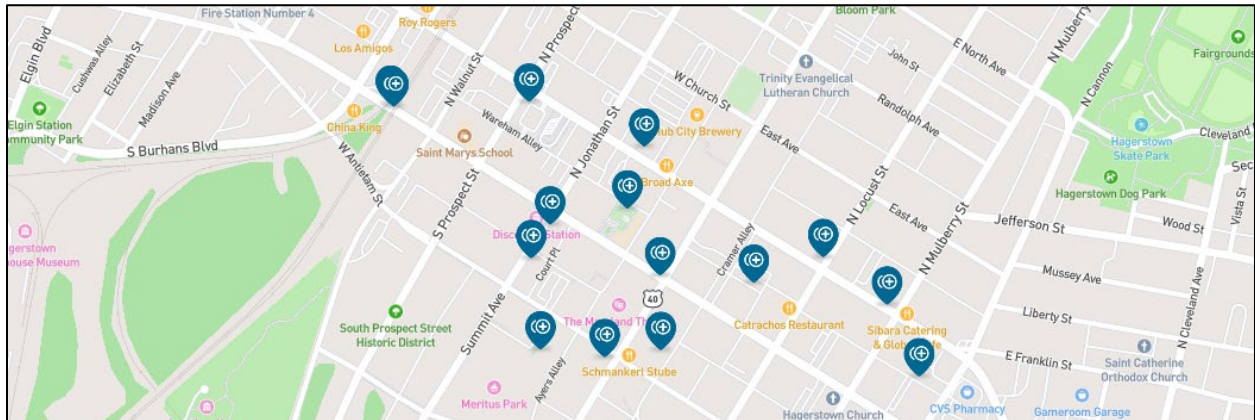 Fire Station Number 4
Roy Rogers
Los Amigos
Elgin Blvd
Cushwas Alley
Elizabeth St
Madison Ave
N Walnut St
N Prospect
Bloom Park
E North Ave
N Mulberry
Fairgrounds
John St
W Church St
Trinity Evangelical
Lutheran Church
N Cannon
Randolph Ave
Elgin Station
Community Park
China King
Wareham Alley
N Jonathan St
Hub City Brewery
East Ave
Hagerstown
Skate Park
Cleveland
S Burhans Blvd
Saint Marys School
Broad Axe
Hagerstown Dog Park
W Antietam St
S Prospect St
N Locust St
East Ave
N Mulberry St
Jefferson St
Vista St
Wood St
Court Pl
Cramer Alley
Mussey Ave
40
South Prospect Street
Historic District
Summit Ave
Catrachos Restaurant
Sibara Catering
Liberty St
N Cleveland Ave
E Franklin St
Saint Catherine
Orthodox Church
Ayers Alley
Schmankerl Stube
Meritus Park
Hagerstown Church
CVS Pharmacy
Gameroom Garage